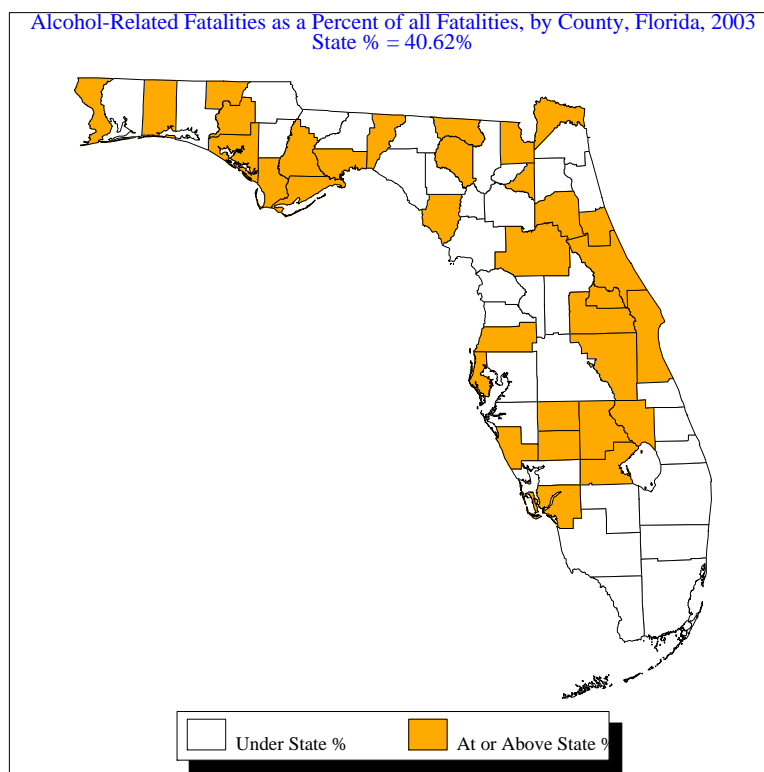 Alcohol-Related Fatalities as a Percent of all Fatalities, by County, Florida, 2003
State % = 40.62%
Under State %
At or Above State %